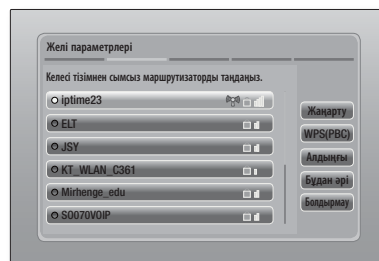 Желі параметрлері
Келесі тізімнен сымсыз маршрутизаторды таңдаңыз.
iptime23
ELT
JSY
KT_WLAN_C361
Mirhenge_edu
SO070VOIP
Жаңарту
WPS(PBC)
Алдыңғы
Бұдан әрі
Болдырмау